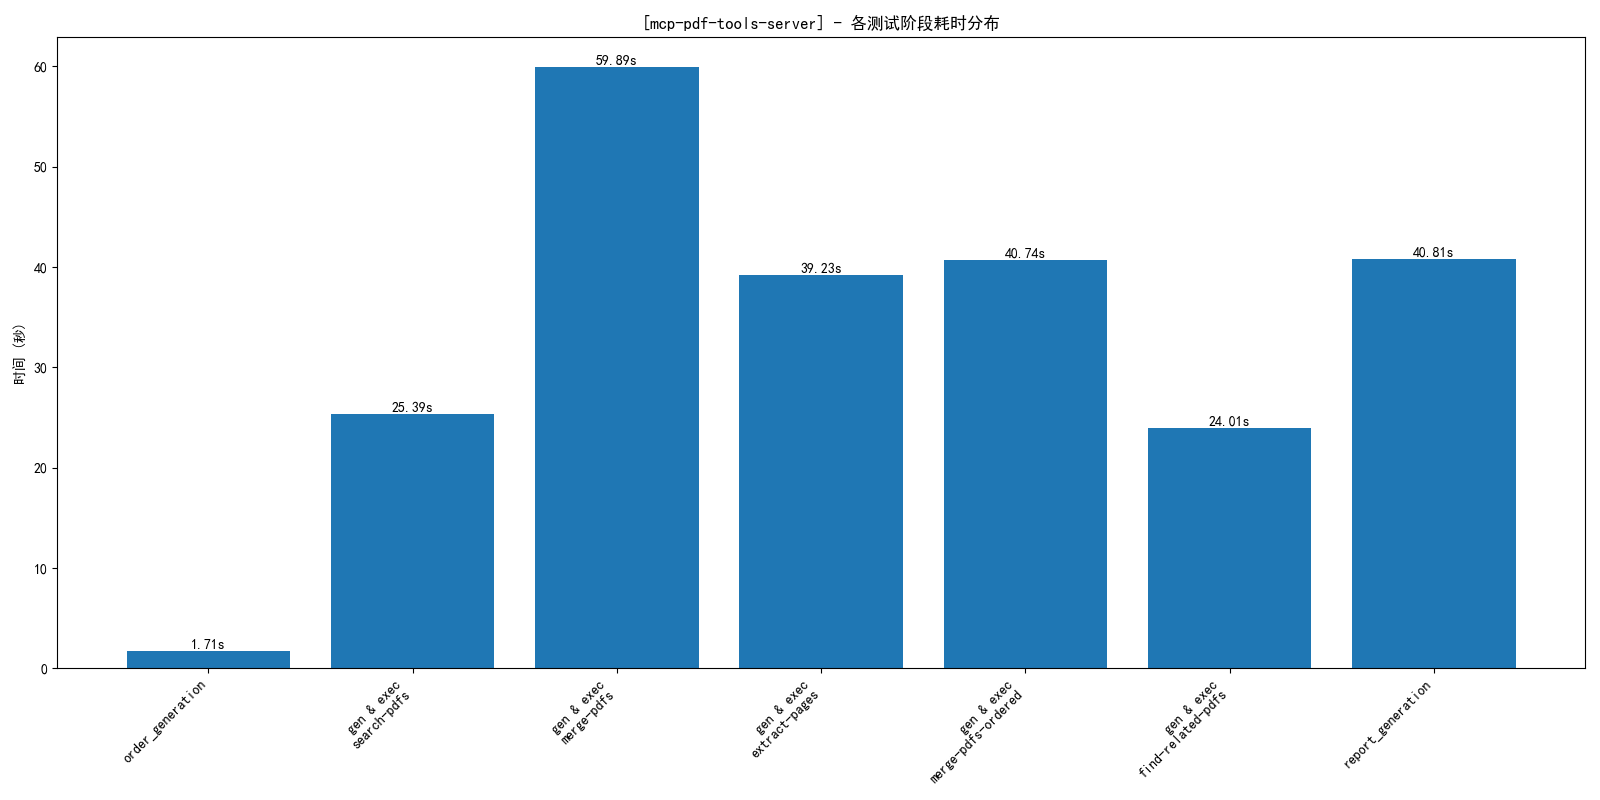 [mcp-pdf-tools-server] - 各测试阶段耗时分布
时间 (秒)
60
50
40
30
20
10
0
1.71s
25.39s
59.89s
39.23s
40.74s
24.01s
40.81s
order_generation
gen & exec
search-pdfs
gen & exec
merge-pdfs
gen & exec
extract-pages
gen & exec
merge-pdfs-ordered
gen & exec
find-related-pdfs
report_generation